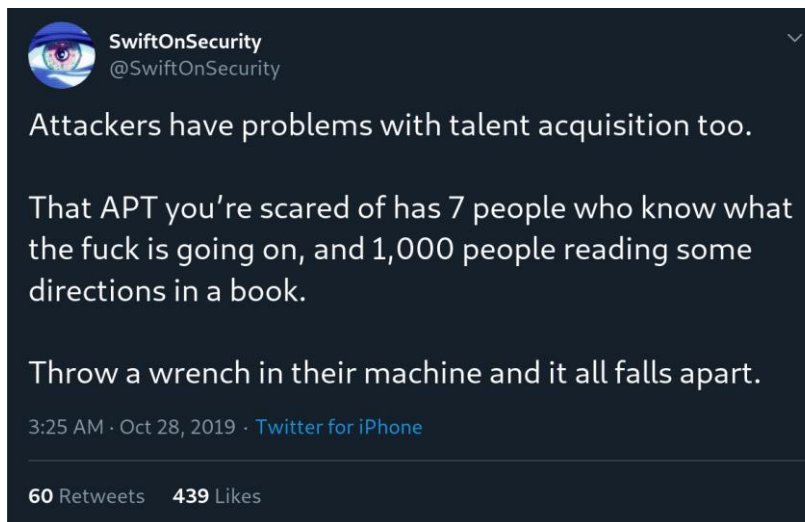 SwiftOnSecurity
@SwiftOnSecurity
Attackers have problems with talent acquisition too.
That APT you’re scared of has 7 people who know what
the fuck is going on, and 1,000 people reading some
directions in a book.
Throw a wrench in their machine and it all falls apart.
3:25 AM · Oct 28, 2019 · Twitter for iPhone
60 Retweets 439 Likes